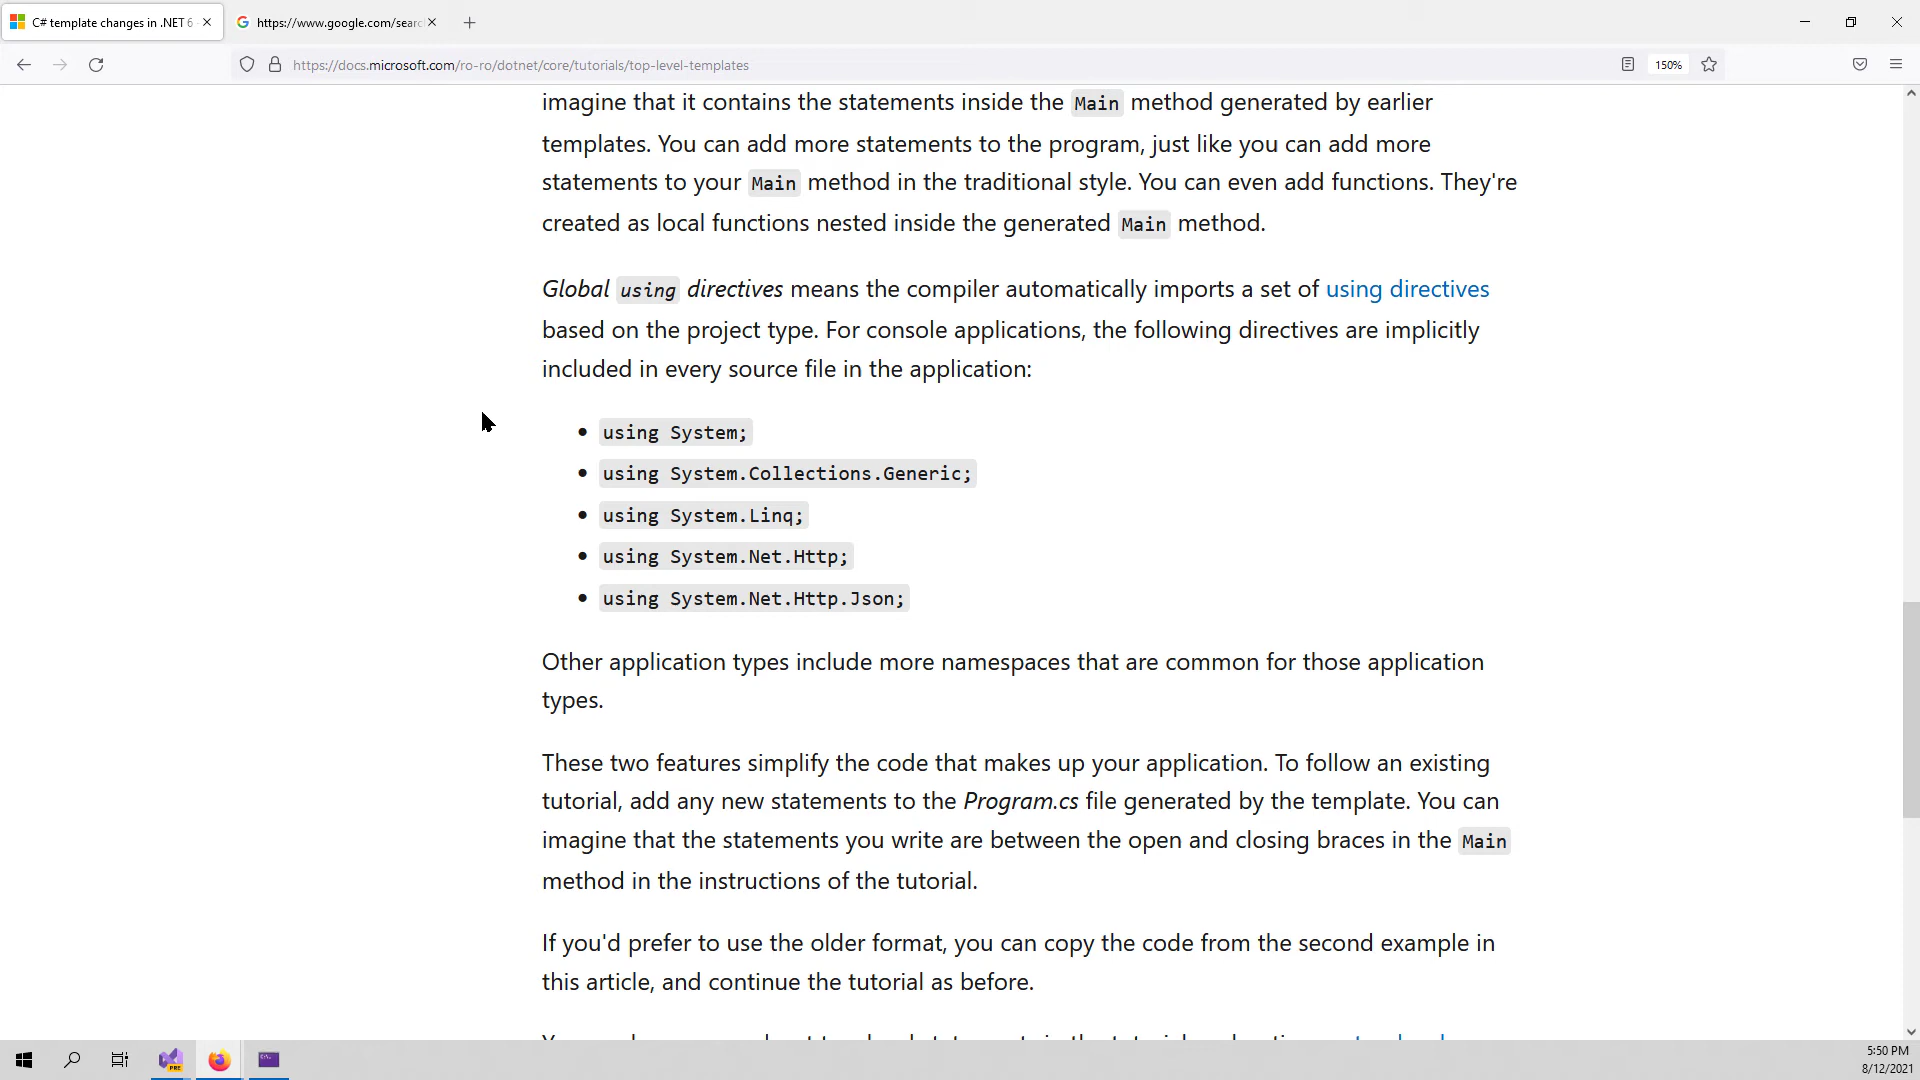 C# template changes in .NET 6
https://www.google.com/searc
https://docs.microsoft.com/ro-ro/dotnet/core/tutorials/top-level-templates
150%
imagine that it contains the statements inside the Main method generated by earlier
templates. You can add more statements to the program, just like you can add more
statements to your Main method in the traditional style. You can even add functions. They're
created as local functions nested inside the generated Main method.
Global using directives means the compiler automatically imports a set of using directives
based on the project type. For console applications, the following directives are implicitly
included in every source file in the application:
• using System;
• using System.Collections.Generic;
• using System.Linq;
• using System.Net.Http;
• using System.Net.Http.Json;
Other application types include more namespaces that are common for those application
types.
These two features simplify the code that makes up your application. To follow an existing
tutorial, add any new statements to the Program.cs file generated by the template. You can
imagine that the statements you write are between the open and closing braces in the Main
method in the instructions of the tutorial.
If you'd prefer to use the older format, you can copy the code from the second example in
this article, and continue the tutorial as before.
PRE
5:50 PM
8/12/2021